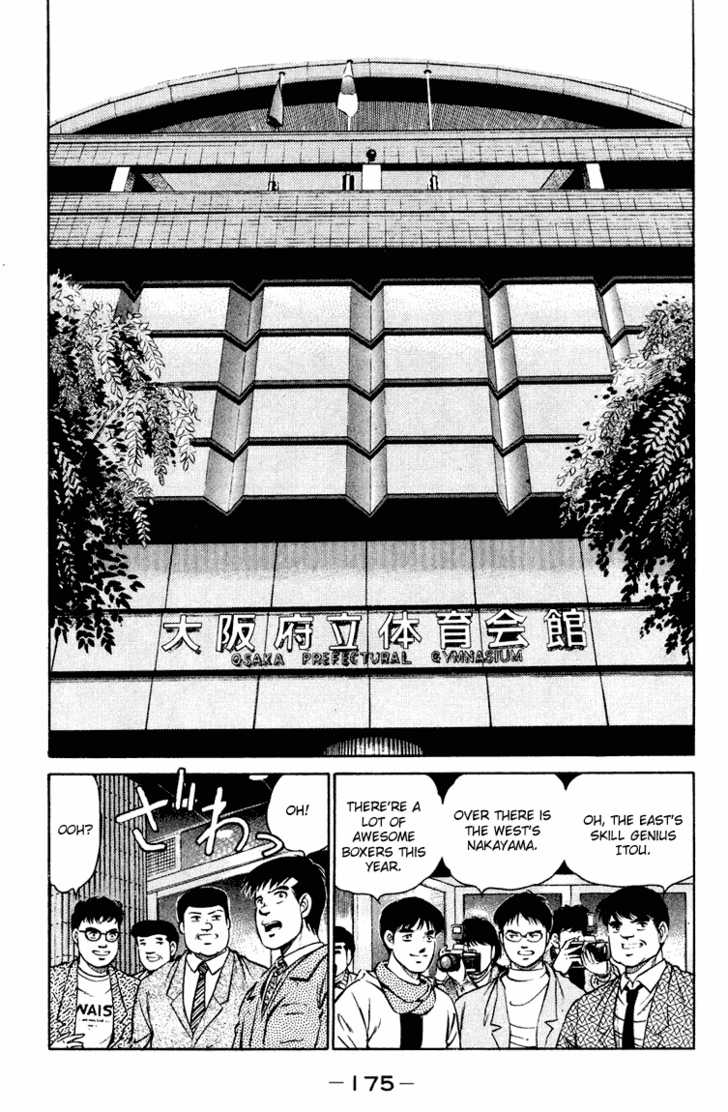 大阪府立体育会館
OSAKA PREFECTURAL GYMNASIUM
OH, THE EAST'S
SKILL GENIUS
ITOU.
OVER THERE IS
THE WEST'S
NAKAYAMA.
THERE'RE A
LOT OF
AWESOME
BOXERS THIS
YEAR.
OH!
ざわっ
OOH?
WAIS
-175-